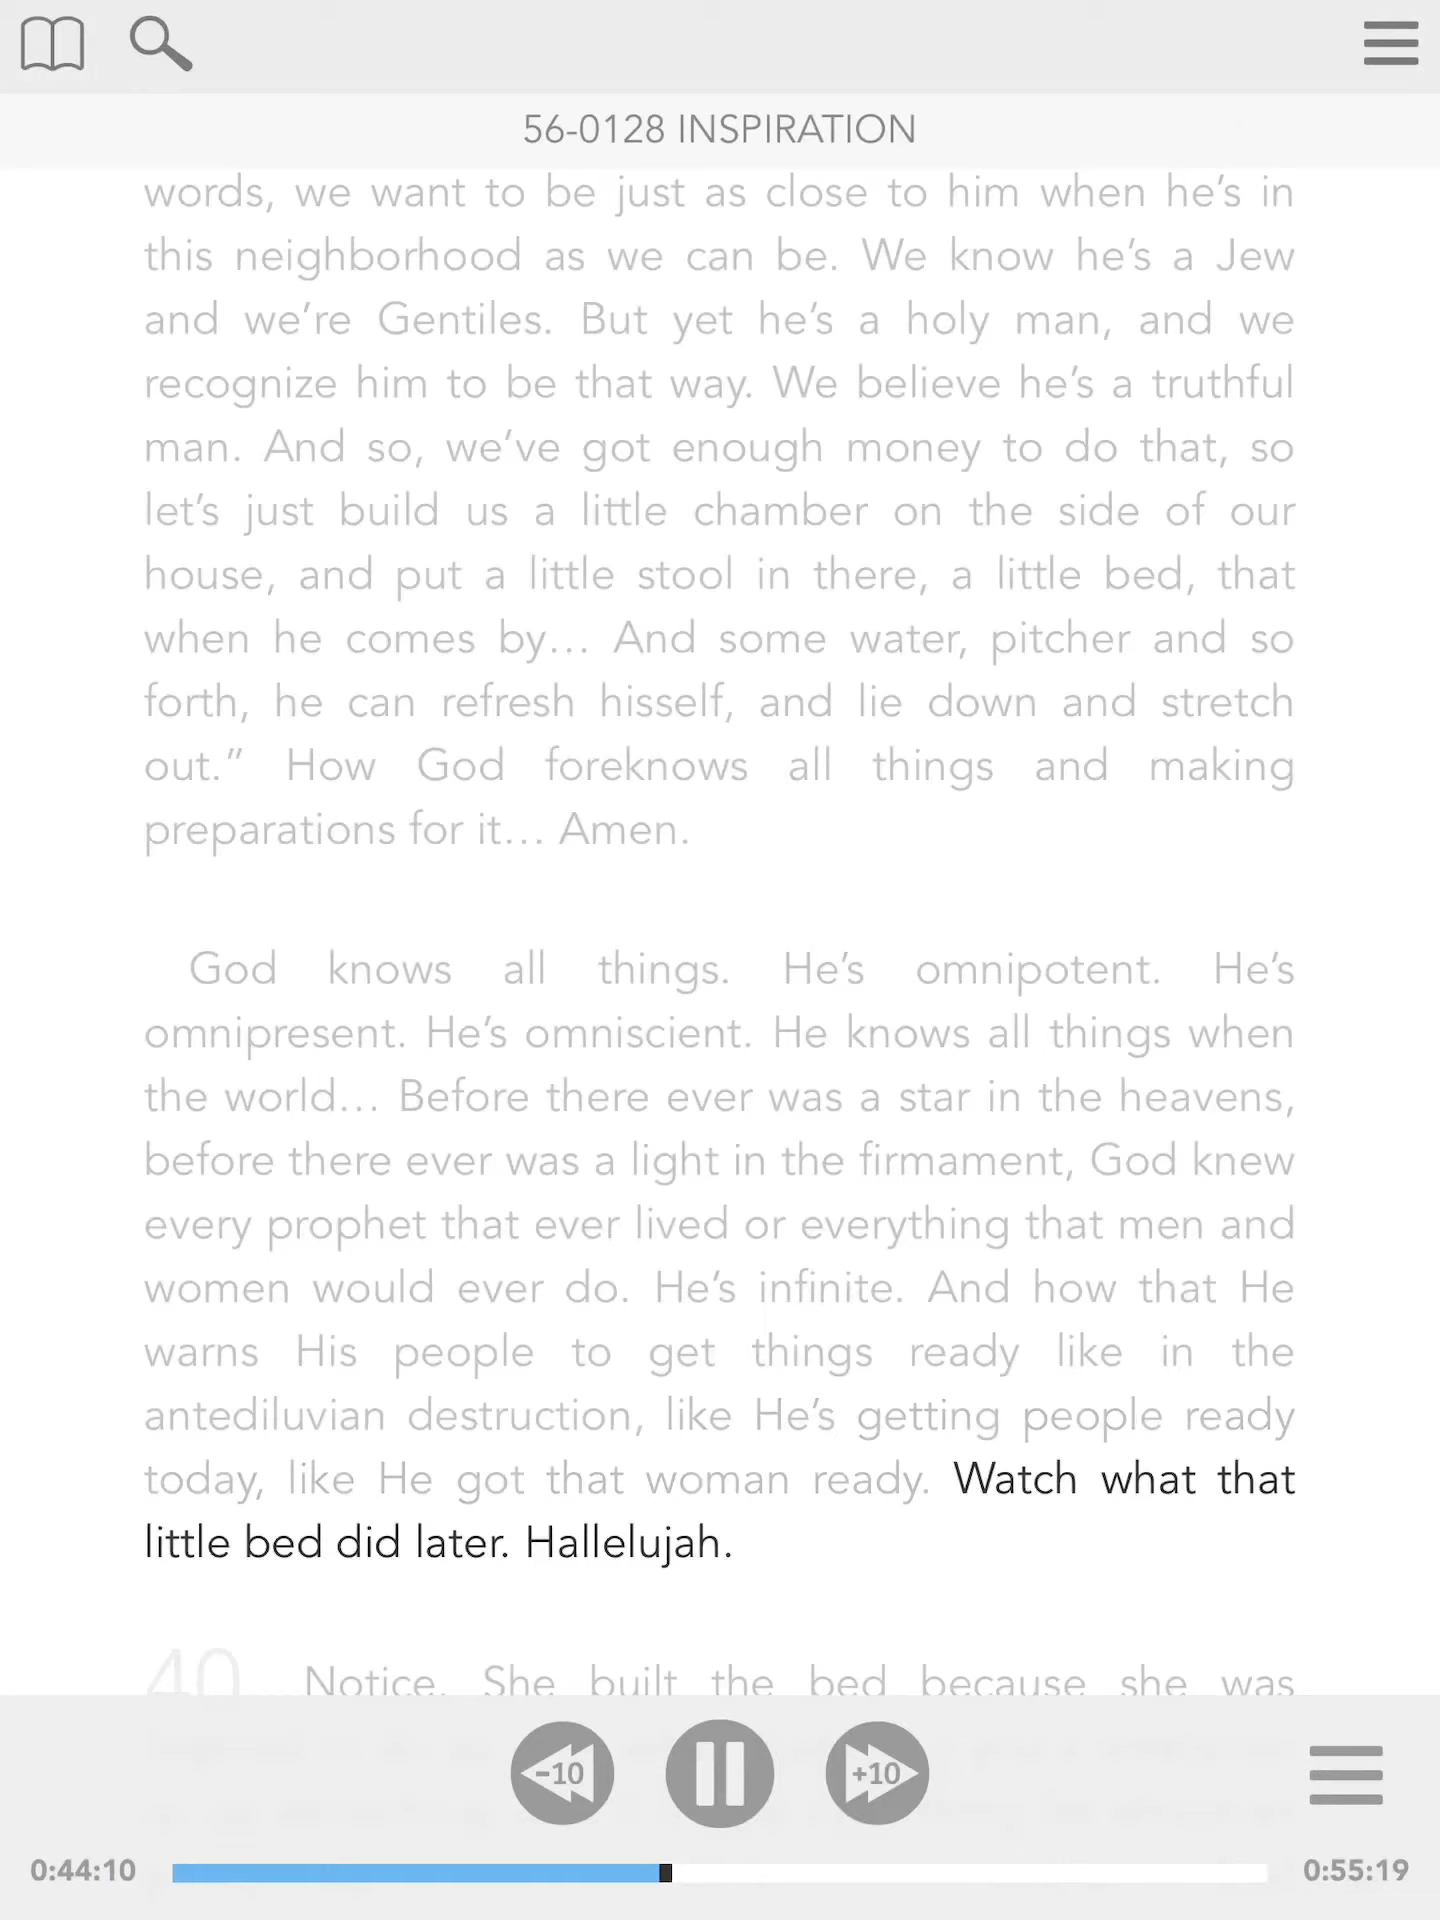 56-0128 INSPIRATION
words, we want to be just as close to him when he’s in
this neighborhood as we can be. We know he’s a Jew
and we’re Gentiles. But yet he’s a holy man, and we
recognize him to be that way. We believe he’s a truthful
man. And so, we’ve got enough money to do that, so
let’s just build us a little chamber on the side of our
house, and put a little stool in there, a little bed, that
when he comes by… And some water, pitcher and so
forth, he can refresh hisself, and lie down and stretch
out.” How God foreknows all things and making
preparations for it… Amen.
God knows all things. He’s omnipotent. He’s
omnipresent. He’s omniscient. He knows all things when
the world… Before there ever was a star in the heavens,
before there ever was a light in the firmament, God knew
every prophet that ever lived or everything that men and
women would ever do. He’s infinite. And how that He
warns His people to get things ready like in the
antediluvian destruction, like He’s getting people ready
today, like He got that woman ready. Watch what that
little bed did later. Hallelujah.
40 Notice. She built the bed because she was
-10 +10
0:44:10 0:55:19